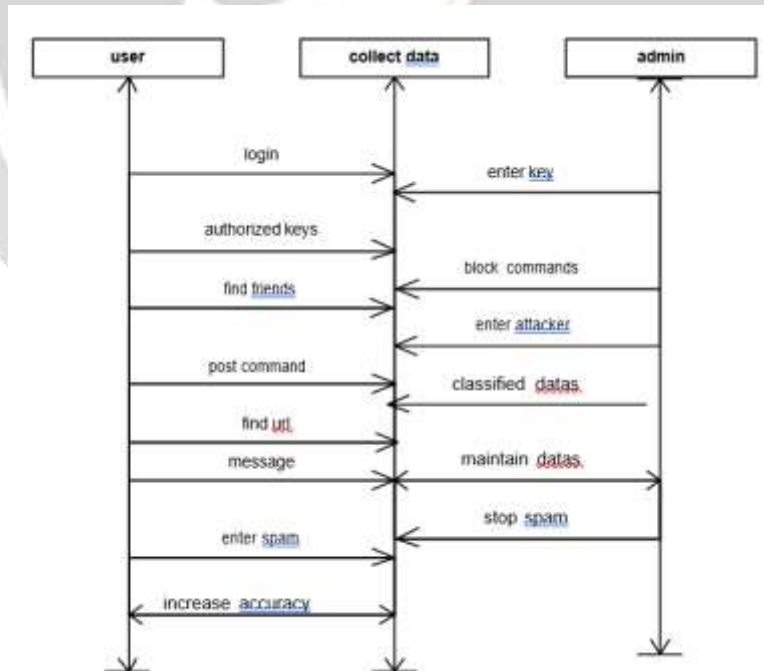 user collect data admin
login
enter key
authorized keys
block commands
find friends
enter attacker
post command
classified datas
find url
message
maintain datas
stop spam
enter spam
increase accuracy